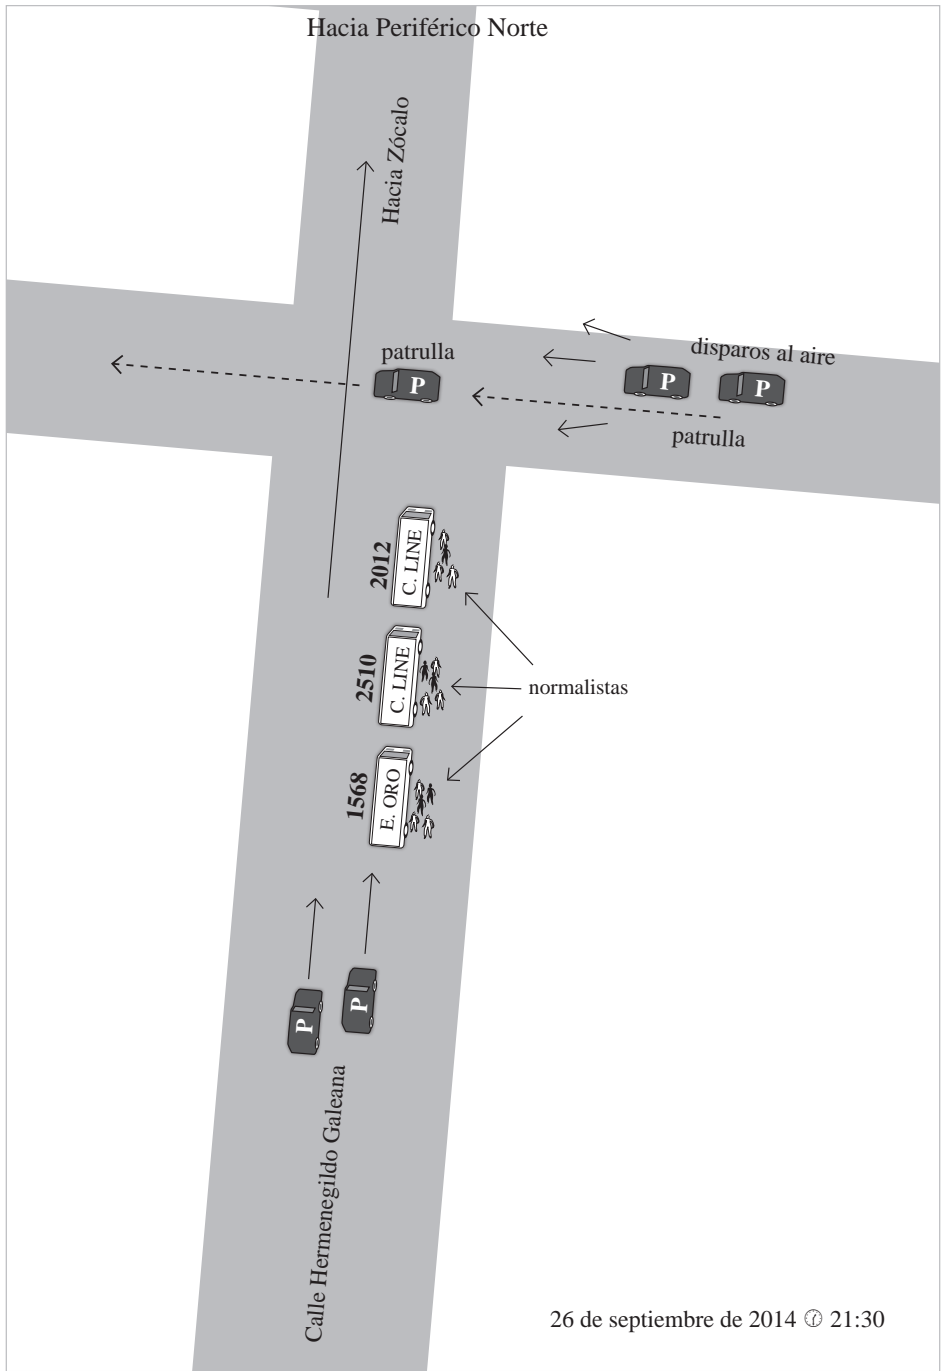 Hacia Periférico Norte
Hacia Zócalo
disparos al aire
patrulla
P
P
P
patrulla
2012
C. LINE
2510
C. LINE
normalistas
1568
E. ORO
P
P
Calle Hermenegildo Galeana
26 de septiembre de 2014 21:30